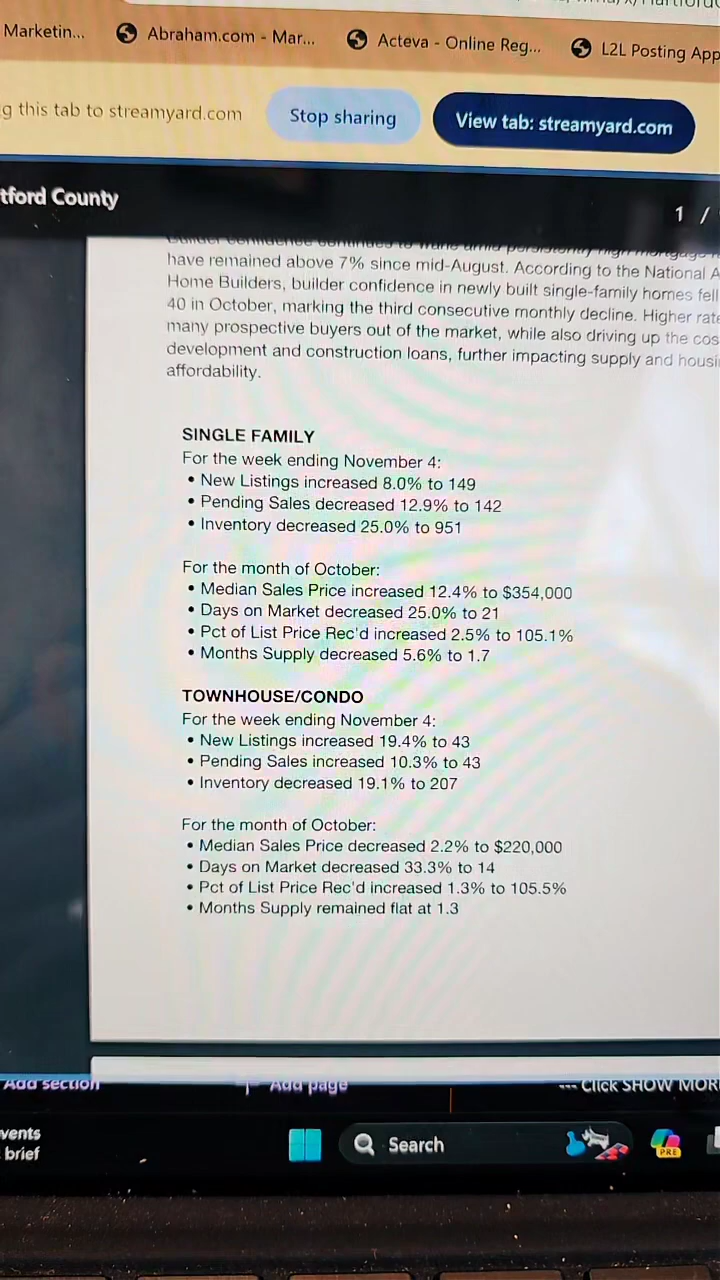 Marketin... Abraham.com - Mar... Acteva - Online Reg... L2L Posting App
g this tab to streamyard.com Stop sharing View tab: streamyard.com
tford County 1 /
Builder confidence continues to wane amid persistently high mortgage
have remained above 7% since mid-August. According to the National A
Home Builders, builder confidence in newly built single-family homes fell
40 in October, marking the third consecutive monthly decline. Higher rate
many prospective buyers out of the market, while also driving up the cos
development and construction loans, further impacting supply and housi
affordability.
SINGLE FAMILY
For the week ending November 4:
• New Listings increased 8.0% to 149
• Pending Sales decreased 12.9% to 142
• Inventory decreased 25.0% to 951
For the month of October:
• Median Sales Price increased 12.4% to $354,000
• Days on Market decreased 25.0% to 21
• Pct of List Price Rec'd increased 2.5% to 105.1%
• Months Supply decreased 5.6% to 1.7
TOWNHOUSE/CONDO
For the week ending November 4:
• New Listings increased 19.4% to 43
• Pending Sales increased 10.3% to 43
• Inventory decreased 19.1% to 207
For the month of October:
• Median Sales Price decreased 2.2% to $220,000
• Days on Market decreased 33.3% to 14
• Pct of List Price Rec'd increased 1.3% to 105.5%
• Months Supply remained flat at 1.3
Add section Add page --- Click SHOW MOR
vents
brief
Search
PRE